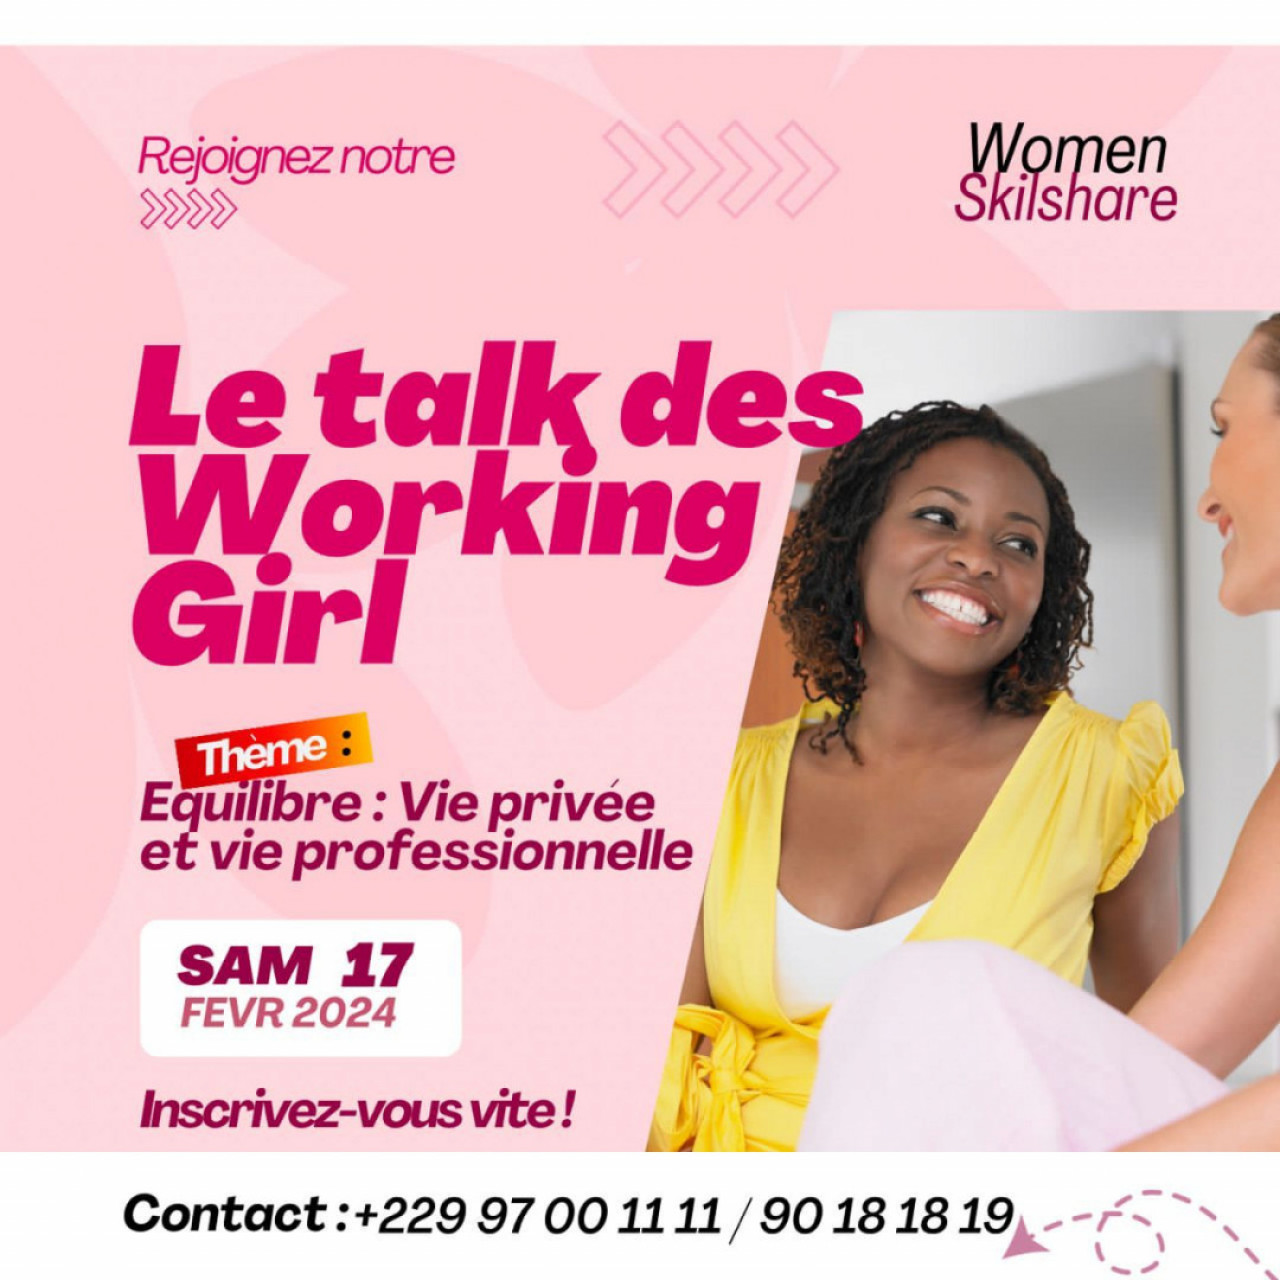 Rejoignez notre
Women
Skilshare
Le talk des
Working
Girl
Thème :
Equilibre : Vie privée
et vie professionnelle
SAM 17
FEVR 2024
Inscrivez-vous vite !
Contact : +229 97 00 11 11 / 90 18 18 19